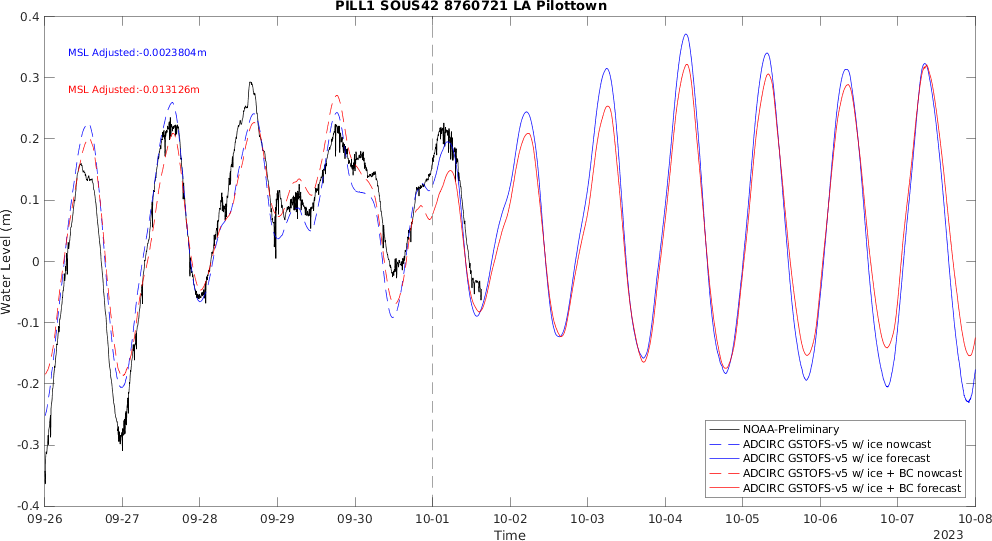 PILL1 SOUS42 8760721 LA Pilottown
MSL Adjusted:-0.0023804m
MSL Adjusted:-0.013126m
Water Level (m)
0.4
0.3
0.2
0.1
0
-0.1
-0.2
-0.3
-0.4
NOAA-Preliminary
ADCIRC GSTOFS-v5 w/ ice nowcast
ADCIRC GSTOFS-v5 w/ ice forecast
ADCIRC GSTOFS-v5 w/ ice + BC nowcast
ADCIRC GSTOFS-v5 w/ ice + BC forecast
09-26 09-27 09-28 09-29 09-30 10-01 10-02 10-03 10-04 10-05 10-06 10-07 10-08
Time
2023